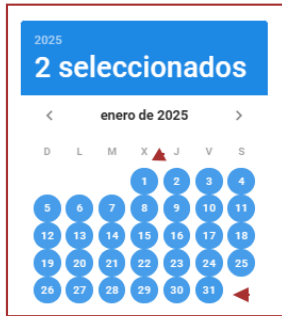 2025
2 seleccionados
enero de 2025
D L M X J V S
1 2 3 4
5 6 7 8 9 10 11
12 13 14 15 16 17 18
19 20 21 22 23 24 25
26 27 28 29 30 31